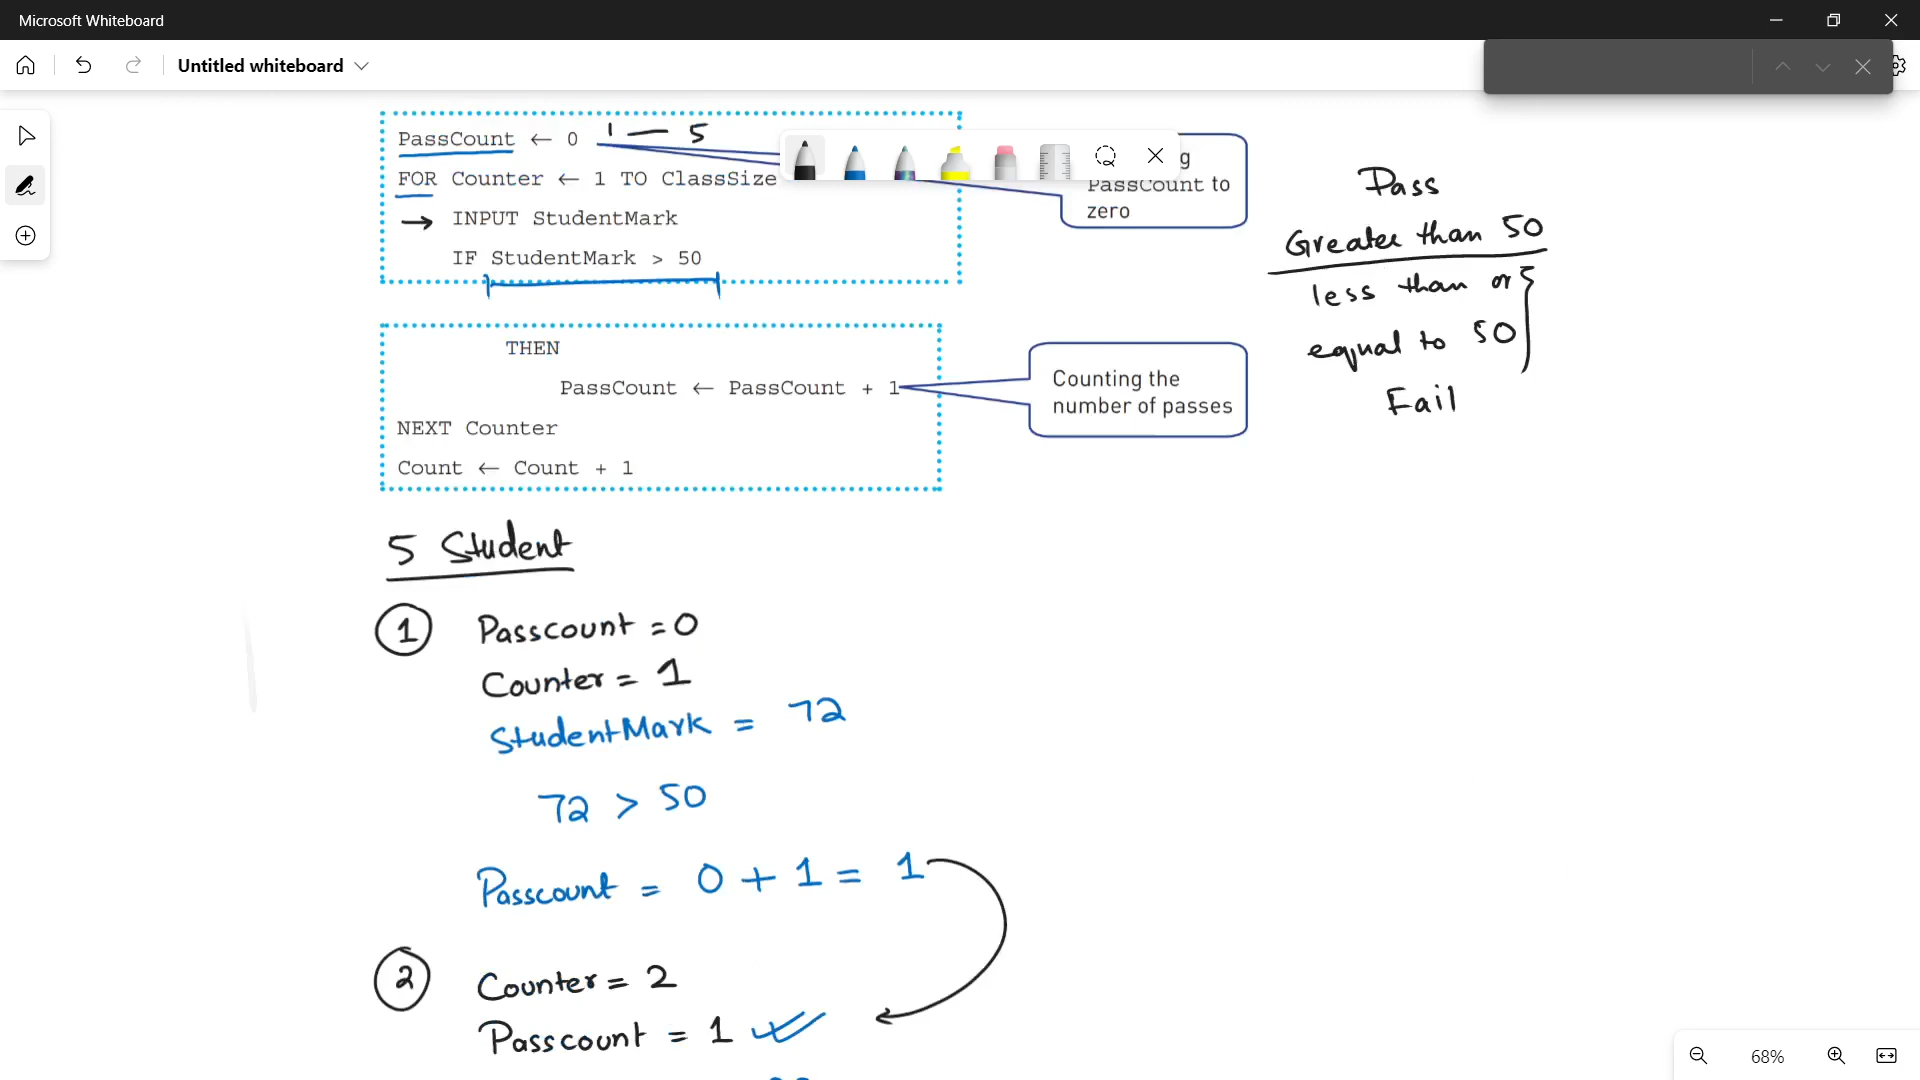 Microsoft Whiteboard
Untitled whiteboard
PassCount ← 0
1 — 5
FOR Counter ← 1 TO ClassSize
→ INPUT StudentMark
IF StudentMark > 50
g
PassCount to
zero
THEN
PassCount ← PassCount + 1
NEXT Counter
Count ← Count + 1
Counting the
number of passes
Pass
Greater than 50
less than or
equal to 50
Fail
5 Student
1 Passcount = 0
Counter = 1
StudentMark = 72
72 > 50
Passcount = 0 + 1 = 1
2 Counter = 2
Passcount = 1
68%